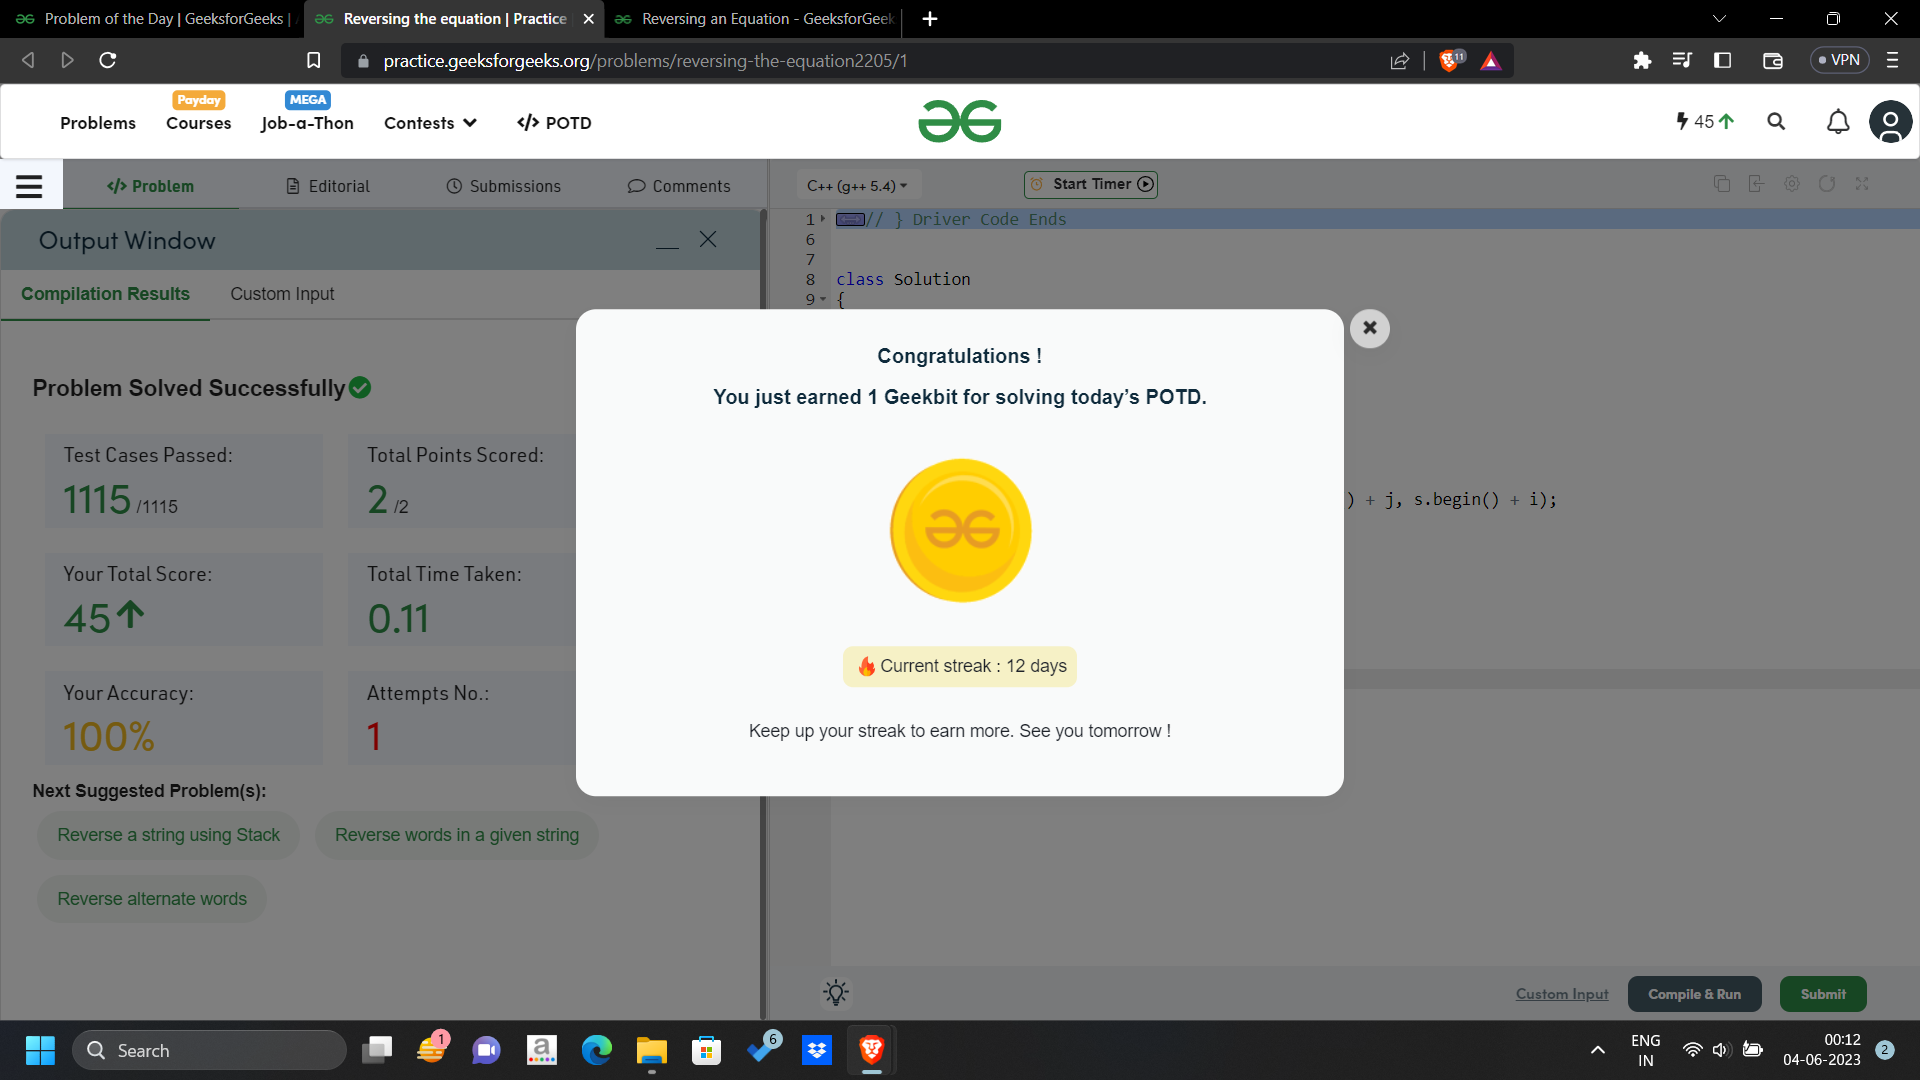 Problem of the Day | GeeksforGeeks |
Reversing the equation | Practice
Reversing an Equation - GeeksforGeek
practice.geeksforgeeks.org/problems/reversing-the-equation2205/1
11
VPN
Payday
MEGA
Problems
Courses
Job-a-Thon
Contests
</> POTD
45
</> Problem
Editorial
Submissions
Comments
C++ (g++ 5.4)
Start Timer
Output Window
Compilation Results
Custom Input
1 // } Driver Code Ends
6
7
8 class Solution
9 {
) + j, s.begin() + i);
Problem Solved Successfully
Test Cases Passed:
1115 /1115
Total Points Scored:
2 /2
Your Total Score:
45
Total Time Taken:
0.11
Your Accuracy:
100%
Attempts No.:
1
Next Suggested Problem(s):
Reverse a string using Stack
Reverse words in a given string
Reverse alternate words
Congratulations !
You just earned 1 Geekbit for solving today’s POTD.
Current streak : 12 days
Keep up your streak to earn more. See you tomorrow !
Custom Input
Compile & Run
Submit
Search
1
a
6
ENG
IN
00:12
04-06-2023
2